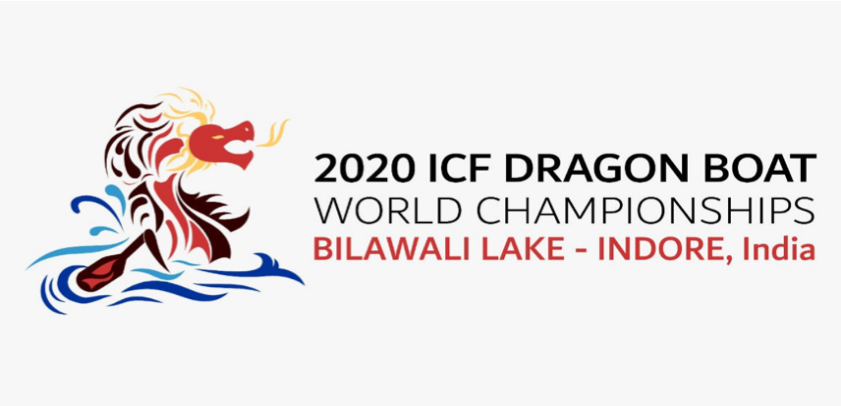 2020 ICF DRAGON BOAT
WORLD CHAMPIONSHIPS
BILAWALI LAKE - INDORE, India